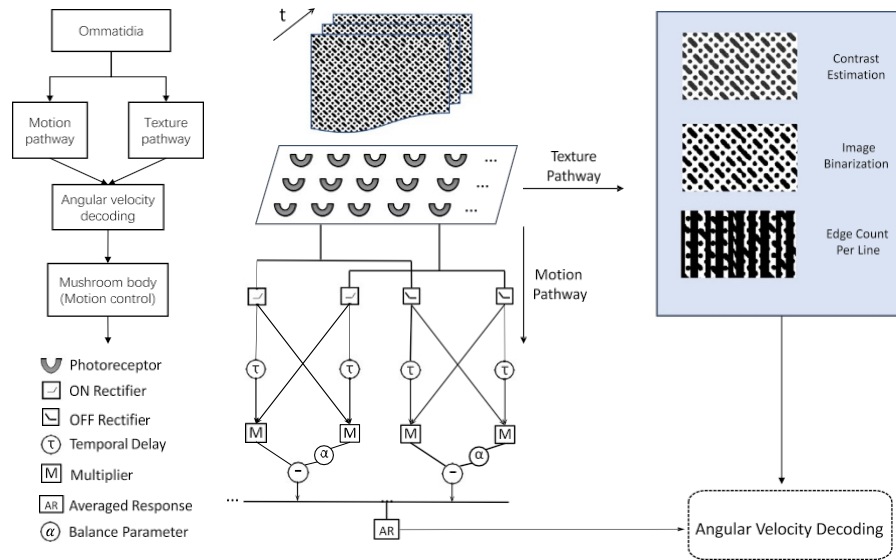 Ommatidia
Motion
pathway
Texture
pathway
Angular velocity
decoding
Mushroom body
(Motion control)
Photoreceptor
ON Rectifier
OFF Rectifier
τ Temporal Delay
M Multiplier
AR Averaged Response
α Balance Parameter
t
...
...
...
Texture
Pathway
Motion
Pathway
τ τ τ τ
M M M M
α α
− −
... ...
AR
Contrast
Estimation
Image
Binarization
Edge Count
Per Line
Angular Velocity Decoding